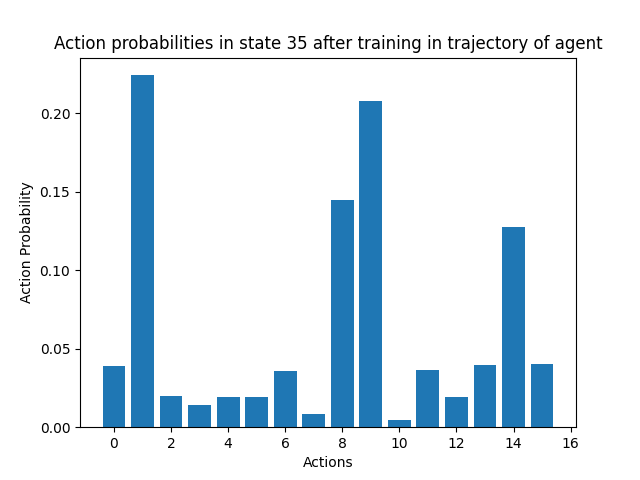 Action probabilities in state 35 after training in trajectory of agent
0.20
0.15
0.10
0.05
0.00
Action Probability
0 2 4 6 8 10 12 14 16
Actions